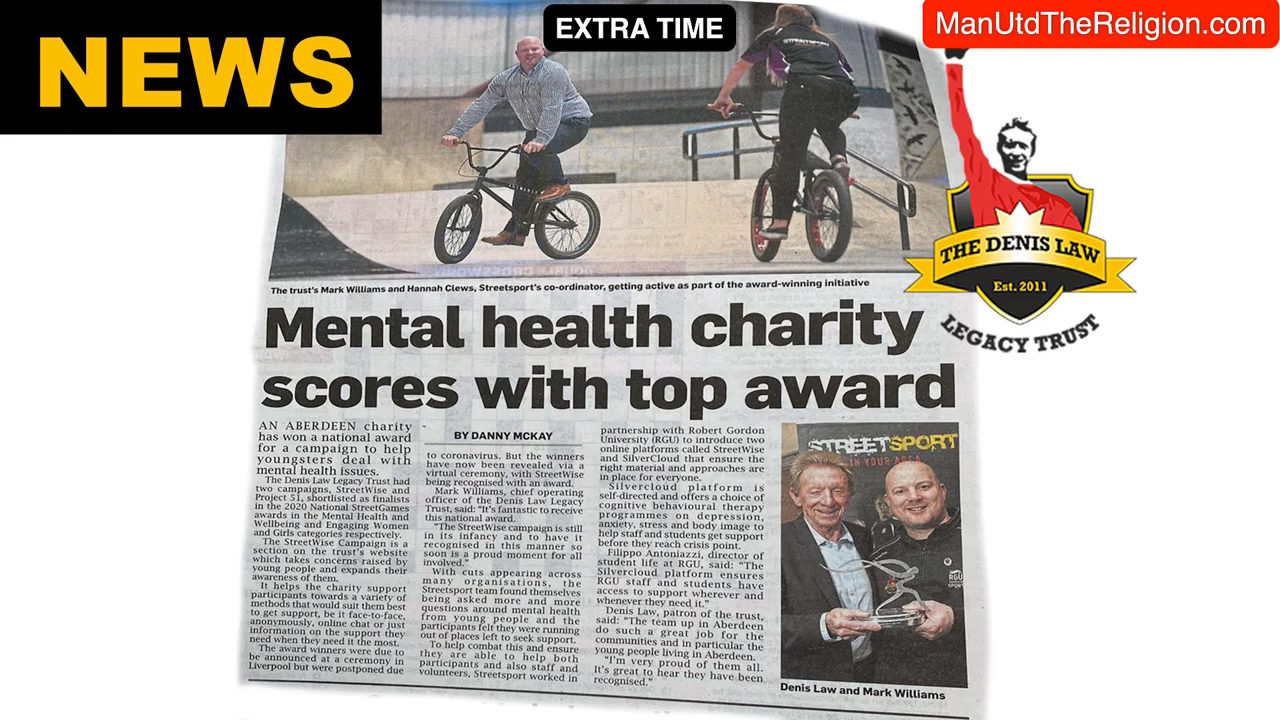 NEWS
EXTRA TIME
ManUtdTheReligion.com
STREETSPORT
THE DENIS LAW
Est. 2011
LEGACY TRUST
The trust's Mark Williams and Hannah Clews, Streetsport's co-ordinator, getting active as part of the award-winning initiative
Mental health charity
scores with top award
AN ABERDEEN charity
has won a national award
for a campaign to help
youngsters deal with
mental health issues.
The Denis Law Legacy Trust had
two campaigns, StreetWise and
Project 51, shortlisted as finalists
in the 2020 National StreetGames
awards in the Mental Health and
Wellbeing and Engaging Women
and Girls categories respectively.
The StreetWise Campaign is a
section on the trust's website
which takes concerns raised by
young people and expands their
awareness of them.
It helps the charity support
participants towards a variety of
methods that would suit them best
to get support, be it face-to-face,
anonymously, online chat or just
information on the support they
need when they need it the most.
The award winners were due to
be announced at a ceremony in
Liverpool but were postponed due
BY DANNY MCKAY
to coronavirus. But the winners
have now been revealed via a
virtual ceremony, with StreetWise
being recognised with an award.
Mark Williams, chief operating
officer of the Denis Law Legacy
Trust, said: "It's fantastic to receive
this national award.
"The StreetWise campaign is still
in its infancy and to have it
recognised in this manner so
soon is a proud moment for all
involved."
With cuts appearing across
many organisations, the
Streetsport team found themselves
being asked more and more
questions around mental health
from young people and the
participants felt they were running
out of places left to seek support.
To help combat this and ensure
they are able to help both
participants and also staff and
volunteers, Streetsport worked in
partnership with Robert Gordon
University (RGU) to introduce two
online platforms called StreetWise
and SilverCloud that ensure the
right material and approaches are
in place for everyone.
Silvercloud platform is
self-directed and offers a choice of
cognitive behavioural therapy
programmes on depression,
anxiety, stress and body image to
help staff and students get support
before they reach crisis point.
Filippo Antoniazzi, director of
student life at RGU, said: "The
Silvercloud platform ensures
RGU staff and students have
access to support wherever and
whenever they need it."
Denis Law, patron of the trust,
said: "The team up in Aberdeen
do such a great job for the
communities and in particular the
young people living in Aberdeen.
"I'm very proud of them all.
It's great to hear they have been
recognised."
STREETSPORT
IN YOUR AREA
RGU
SPORT
Denis Law and Mark Williams